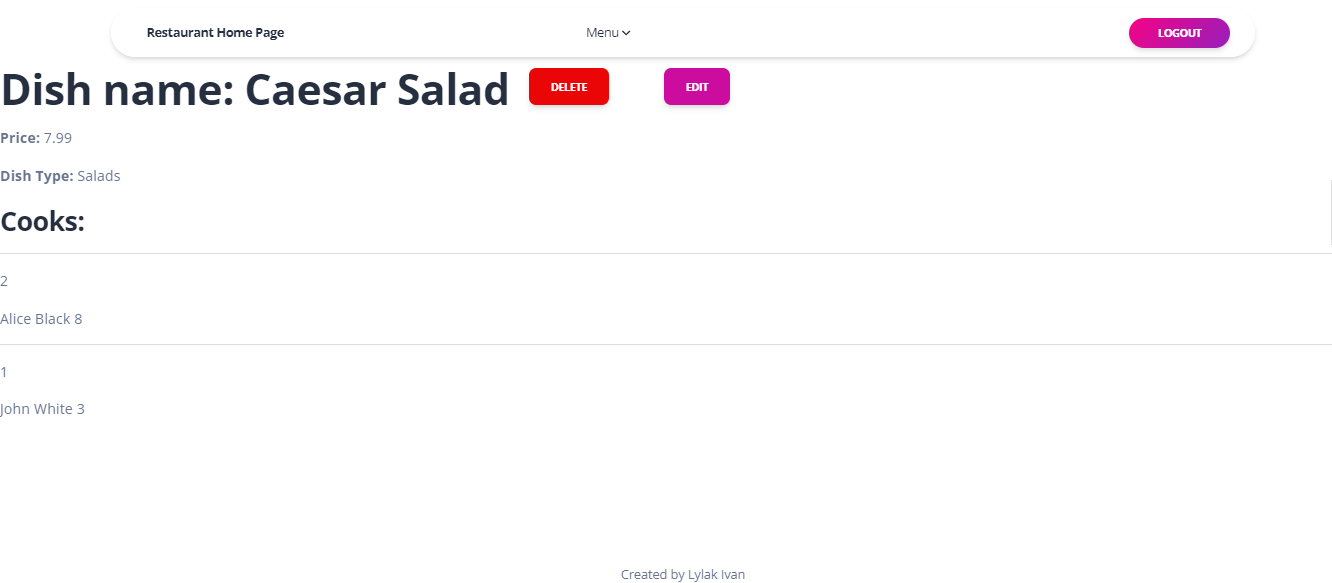 Restaurant Home Page Menu LOGOUT
Dish name: Caesar Salad DELETE EDIT
Price: 7.99
Dish Type: Salads
Cooks:
2
Alice Black 8
1
John White 3
Created by Lylak Ivan